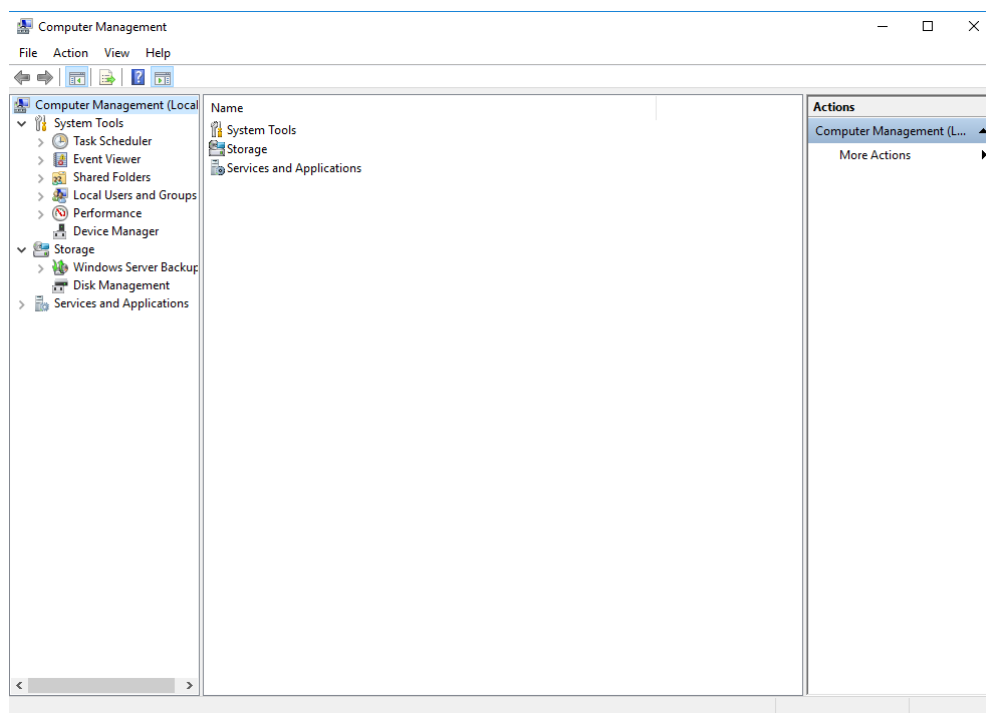 Computer Management
File Action View Help
Computer Management (Local
System Tools
Task Scheduler
Event Viewer
Shared Folders
Local Users and Groups
Performance
Device Manager
Storage
Windows Server Backup
Disk Management
Services and Applications
Name
System Tools
Storage
Services and Applications
Actions
Computer Management (L...
More Actions